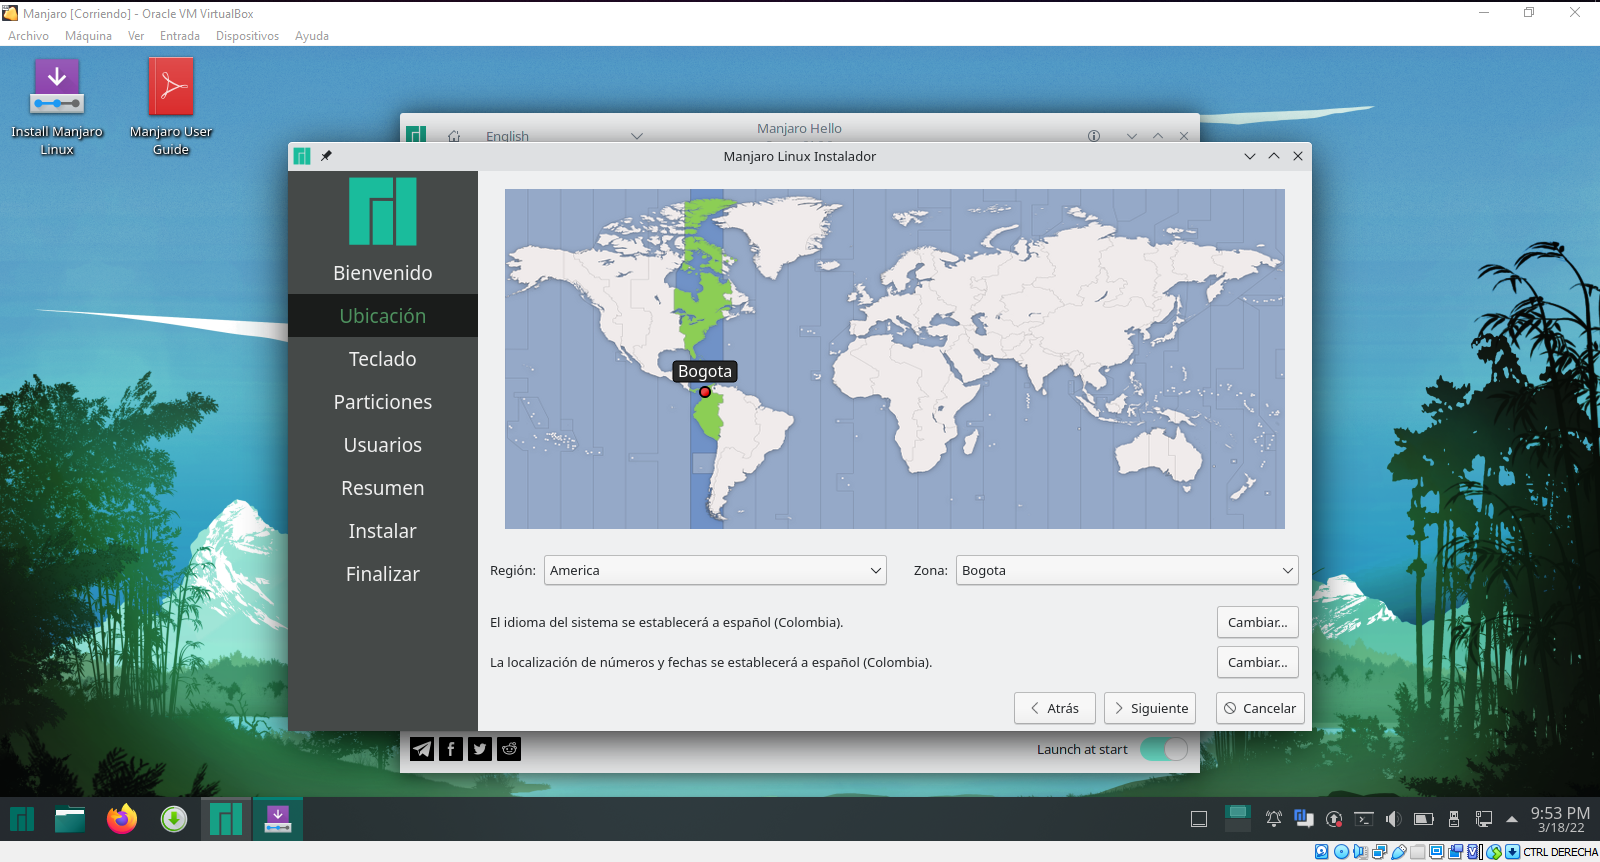 Manjaro [Corriendo] - Oracle VM VirtualBox
Archivo Máquina Ver Entrada Dispositivos Ayuda
Install Manjaro Linux
Manjaro User Guide
English
Manjaro Hello
Manjaro Linux Instalador
Bienvenido
Ubicación
Teclado
Particiones
Usuarios
Resumen
Instalar
Finalizar
Bogota
Región: America Zona: Bogota
El idioma del sistema se establecerá a español (Colombia). Cambiar...
La localización de números y fechas se establecerá a español (Colombia). Cambiar...
Atrás Siguiente Cancelar
Launch at start
9:53 PM
3/18/22
CTRL DERECHA